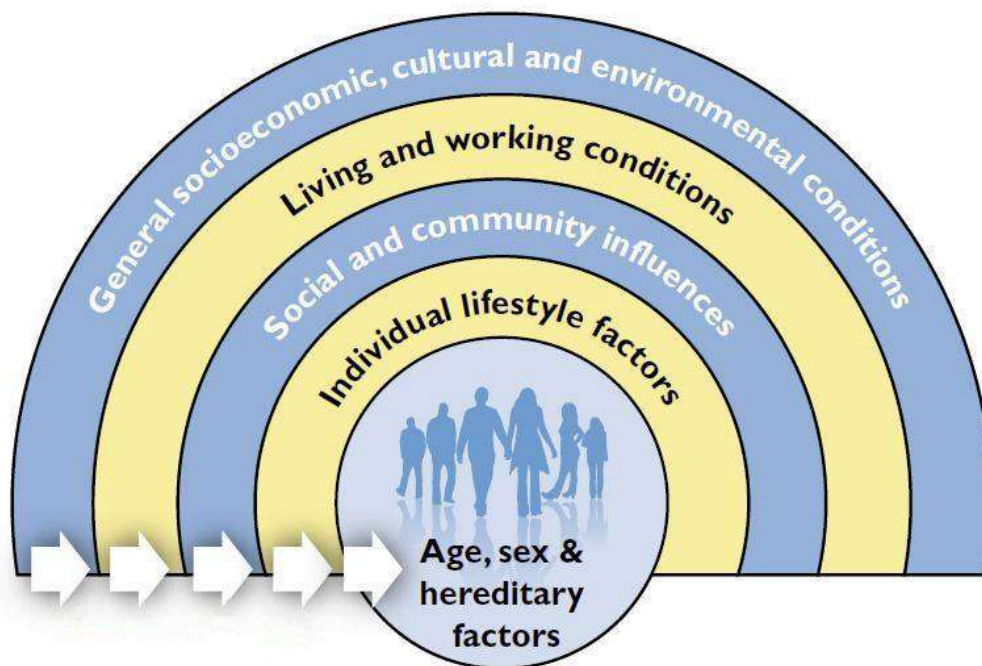 General socioeconomic, cultural and environmental conditions
Living and working conditions
Social and community influences
Individual lifestyle factors
Age, sex &
hereditary
factors